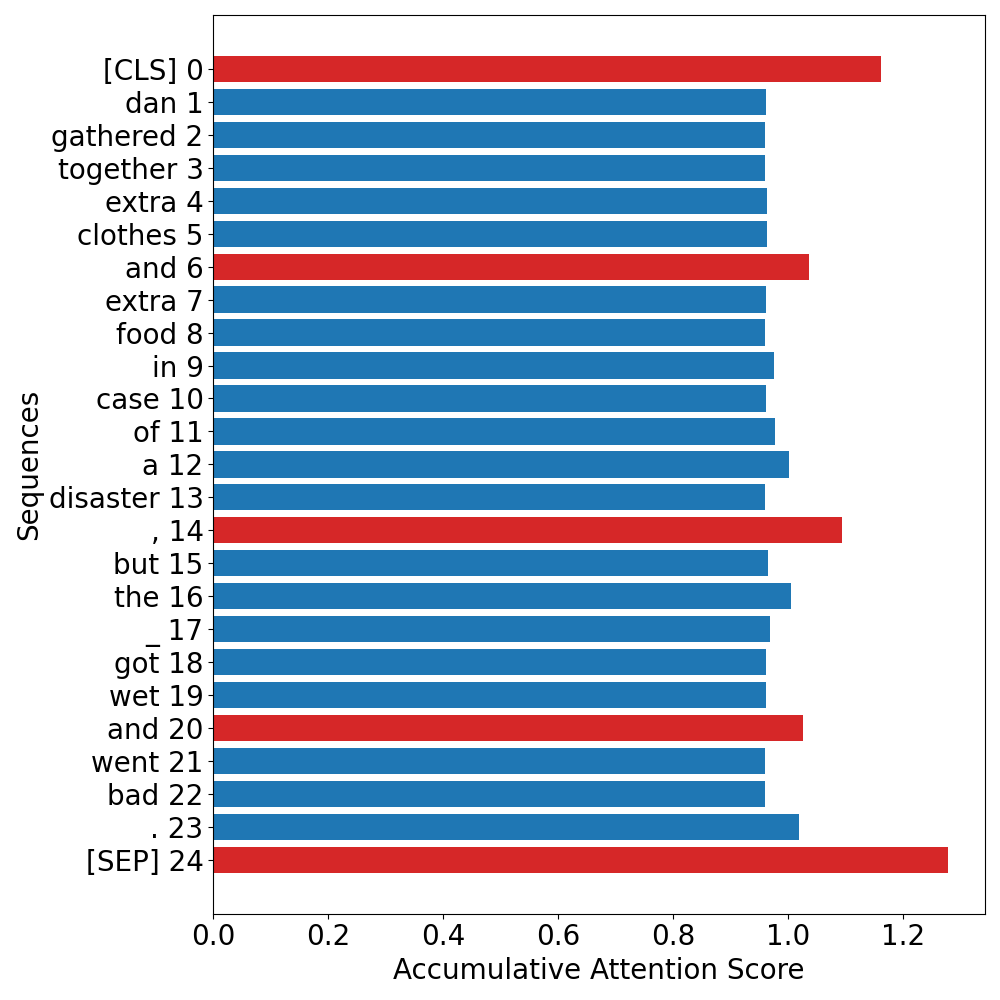 [CLS] 0
dan 1
gathered 2
together 3
extra 4
clothes 5
and 6
extra 7
food 8
in 9
case 10
of 11
a 12
disaster 13
, 14
but 15
the 16
_ 17
got 18
wet 19
and 20
went 21
bad 22
. 23
[SEP] 24
Sequences
0.0 0.2 0.4 0.6 0.8 1.0 1.2
Accumulative Attention Score